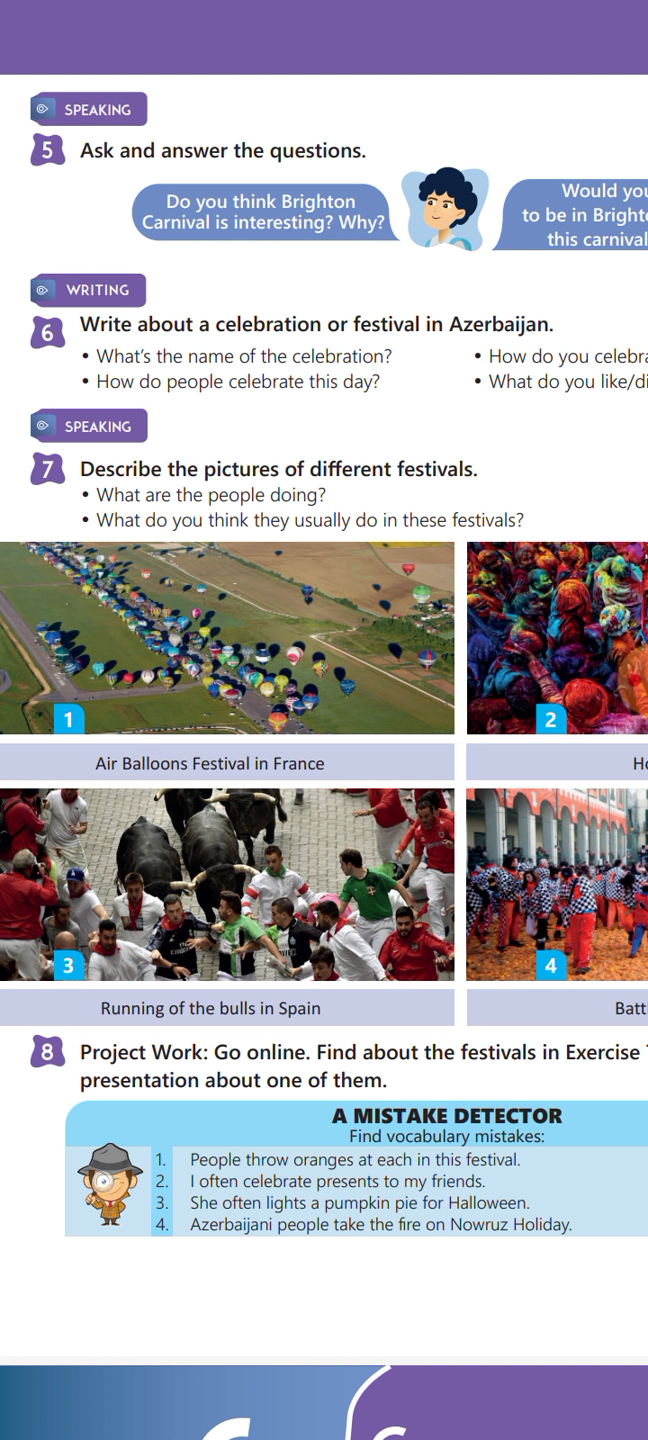 SPEAKING
5 Ask and answer the questions.
Do you think Brighton
Carnival is interesting? Why?
Would you
to be in Bright
this carnival
WRITING
6 Write about a celebration or festival in Azerbaijan.
• What's the name of the celebration?
• How do people celebrate this day?
• How do you celebra
• What do you like/di
SPEAKING
7 Describe the pictures of different festivals.
• What are the people doing?
• What do you think they usually do in these festivals?
1
2
Air Balloons Festival in France
Ho
3
4
Running of the bulls in Spain
Batt
8 Project Work: Go online. Find about the festivals in Exercise
presentation about one of them.
A MISTAKE DETECTOR
Find vocabulary mistakes:
1. People throw oranges at each in this festival.
2. I often celebrate presents to my friends.
3. She often lights a pumpkin pie for Halloween.
4. Azerbaijani people take the fire on Nowruz Holiday.